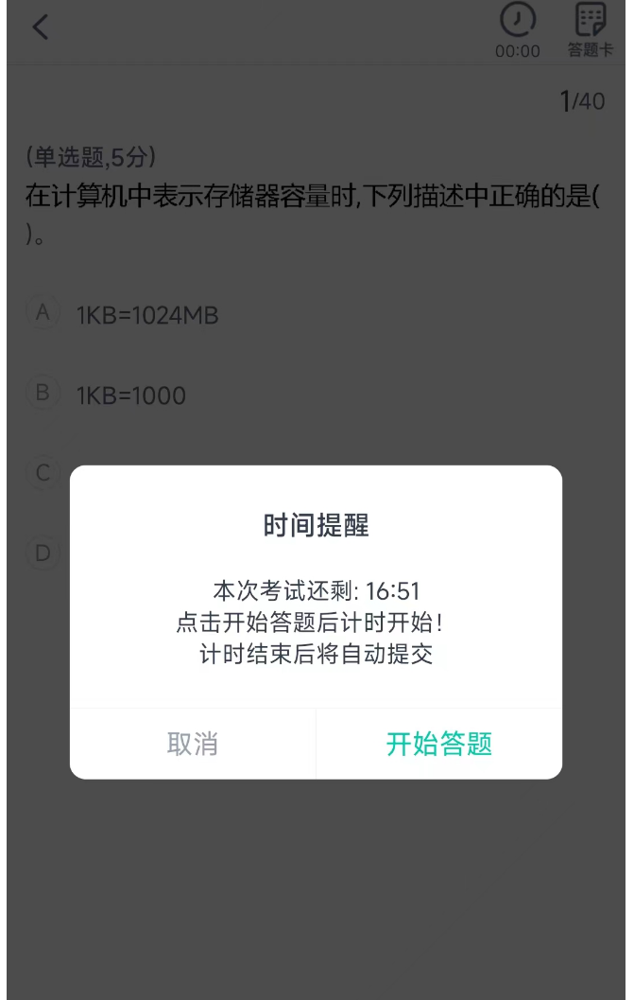 00:00
答题卡
1/40
(单选题,5分)
在计算机中表示存储器容量时,下列描述中正确的是(
)。
A 1KB=1024MB
B 1KB=1000
C
D
时间提醒
本次考试还剩: 16:51
点击开始答题后计时开始!
计时结束后将自动提交
取消 开始答题